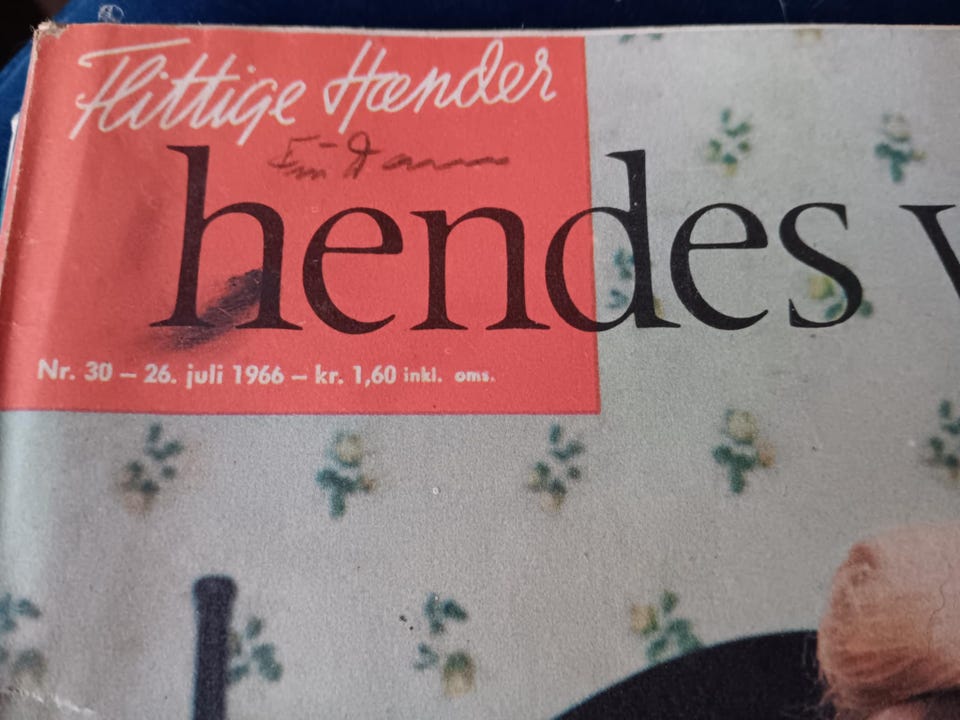 Flittige Hænder
hendes v
Nr. 30 – 26. juli 1966 – kr. 1,60 inkl. oms.